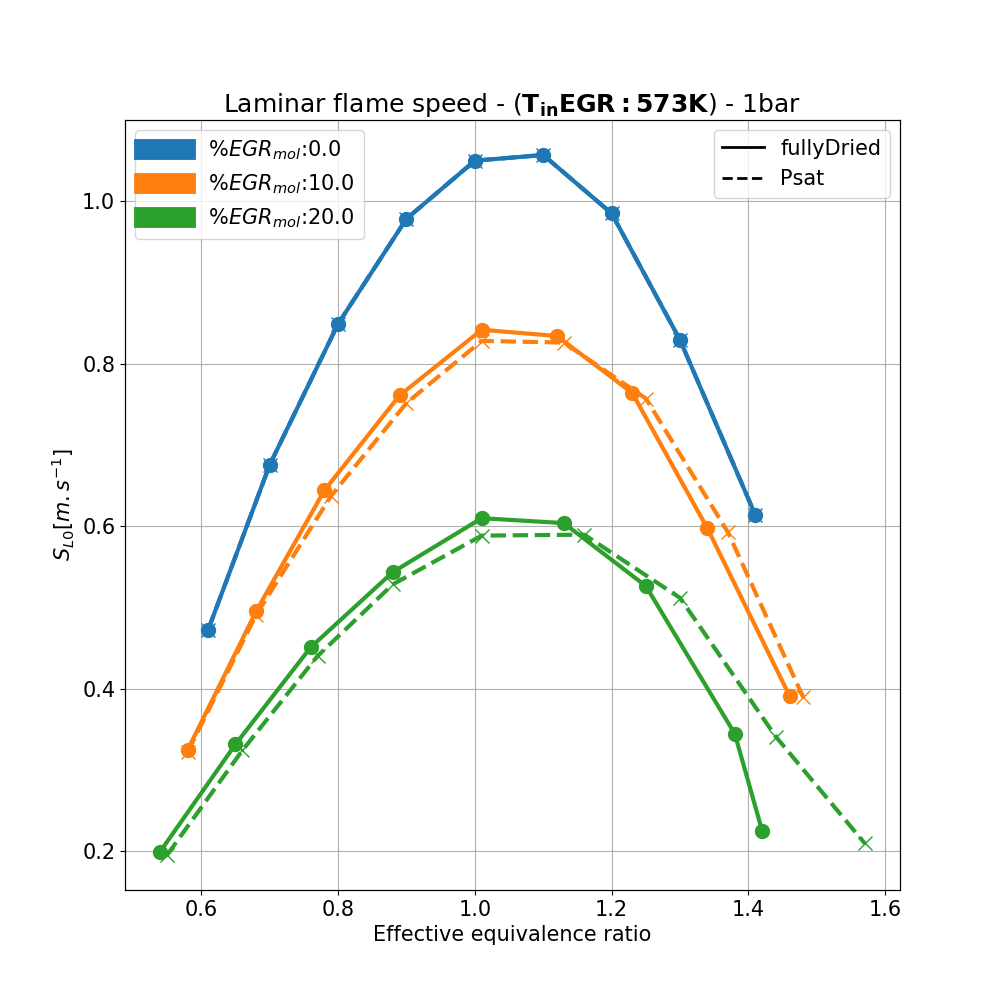 Laminar flame speed - (T_in EGR : 573K) - 1bar
%EGR_mol:0.0
%EGR_mol:10.0
%EGR_mol:20.0
fullyDried
Psat
S_L0[m. s^−1]
1.0
0.8
0.6
0.4
0.2
0.6 0.8 1.0 1.2 1.4 1.6
Effective equivalence ratio